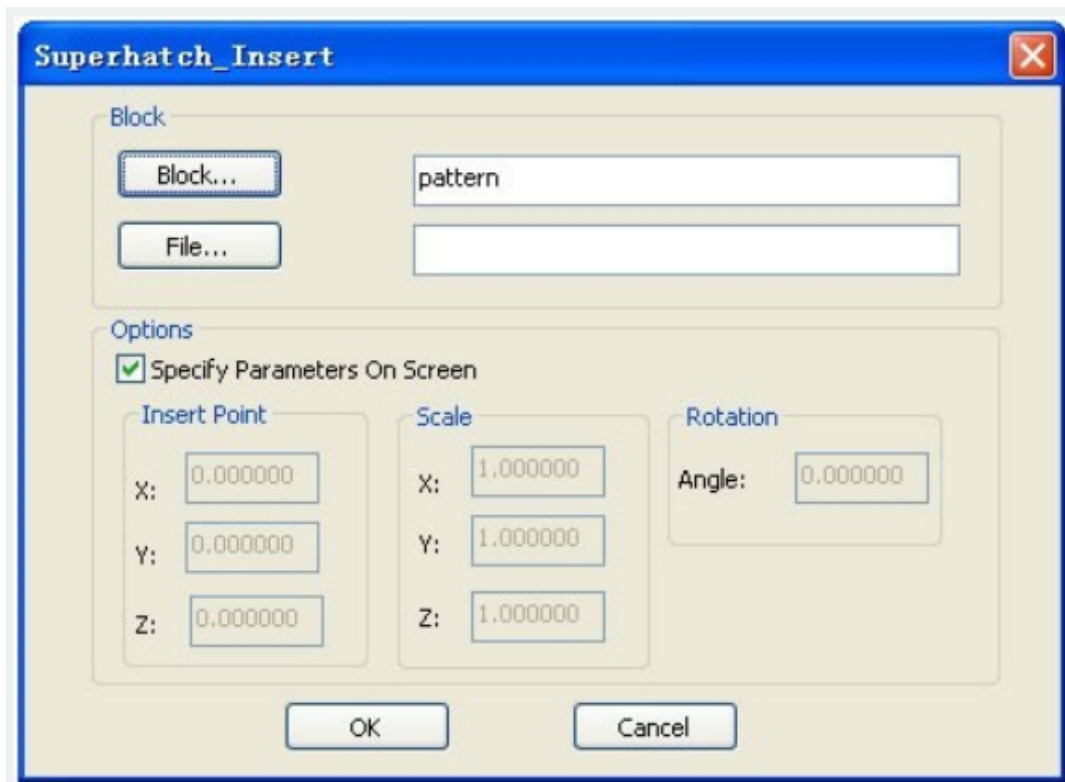 Superhatch_Insert
Block
Block...
pattern
File...
Options
Specify Parameters On Screen
Insert Point
X: 0.000000
Y: 0.000000
Z: 0.000000
Scale
X: 1.000000
Y: 1.000000
Z: 1.000000
Rotation
Angle: 0.000000
OK
Cancel